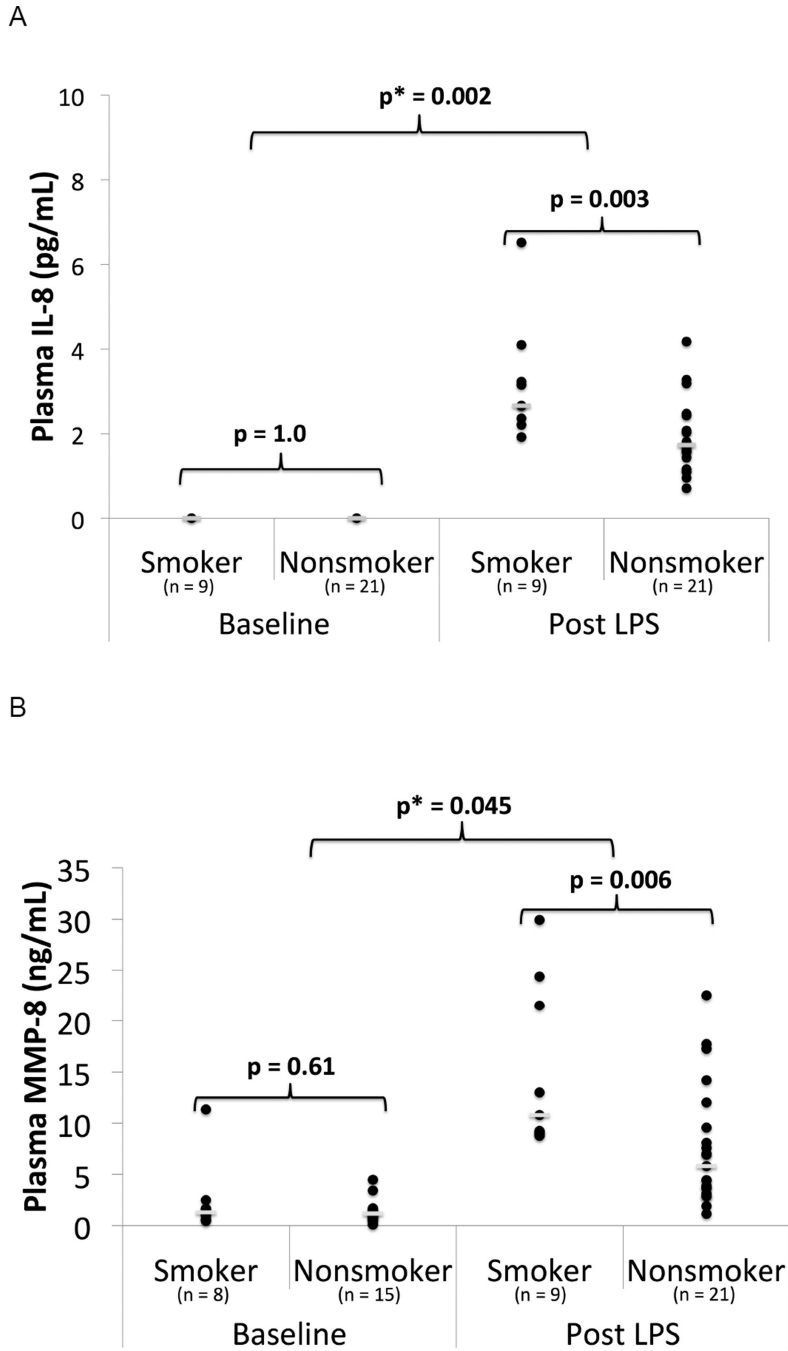 A
p* = 0.002
p = 0.003
p = 1.0
Plasma IL-8 (pg/mL)
10
8
6
4
2
0
Smoker Nonsmoker Smoker Nonsmoker
(n = 9) (n = 21) (n = 9) (n = 21)
Baseline Post LPS
B
p* = 0.045
p = 0.006
p = 0.61
Plasma MMP-8 (ng/mL)
35
30
25
20
15
10
5
0
Smoker Nonsmoker Smoker Nonsmoker
(n = 8) (n = 15) (n = 9) (n = 21)
Baseline Post LPS